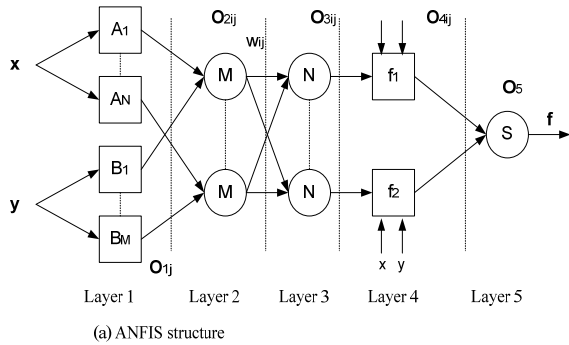 O2ij O3ij O4ij
A1
wij
x M N f1
AN O5
S f
B1
y M N f2
BM
O1j x y
Layer 1 Layer 2 Layer 3 Layer 4 Layer 5
(a) ANFIS structure